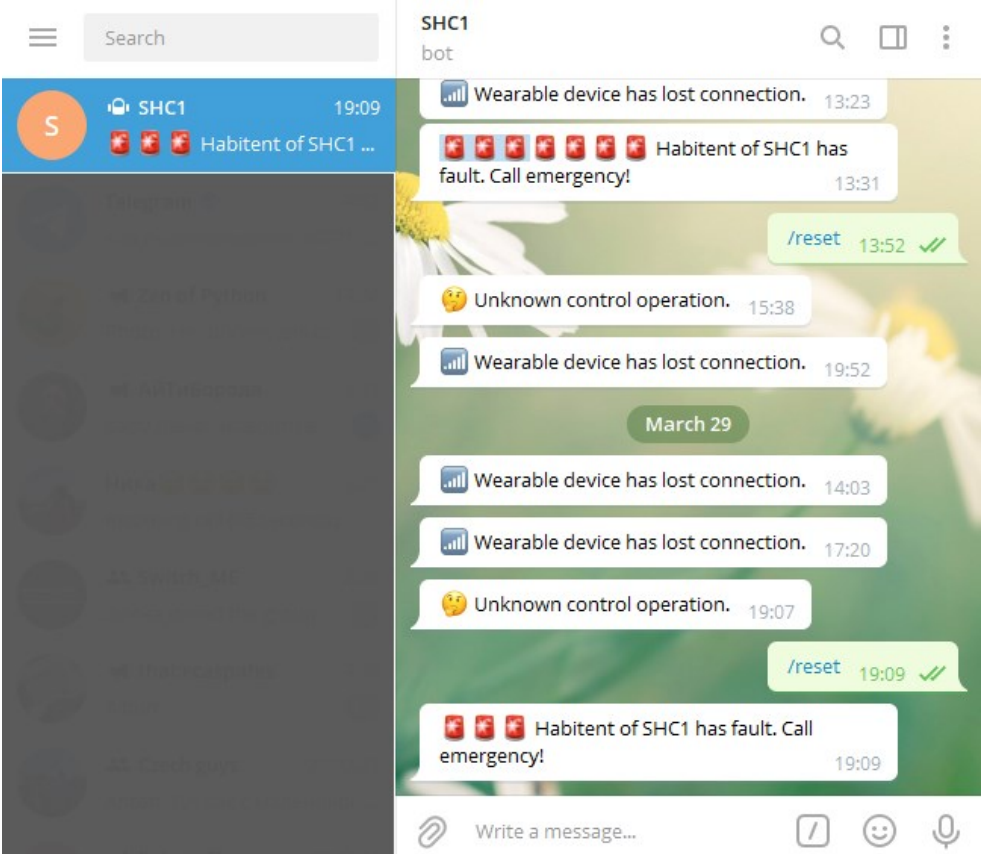 Search
SHC1
19:09
🚨🚨🚨 Habitent of SHC1 ...
S
SHC1
bot
Wearable device has lost connection. 13:23
🚨🚨🚨🚨🚨🚨🚨 Habitent of SHC1 has
fault. Call emergency! 13:31
/reset 13:52
🤔 Unknown control operation. 15:38
📶 Wearable device has lost connection. 19:52
March 29
📶 Wearable device has lost connection. 14:03
📶 Wearable device has lost connection. 17:20
🤔 Unknown control operation. 19:07
/reset 19:09
🚨🚨🚨 Habitent of SHC1 has fault. Call
emergency! 19:09
Write a message...